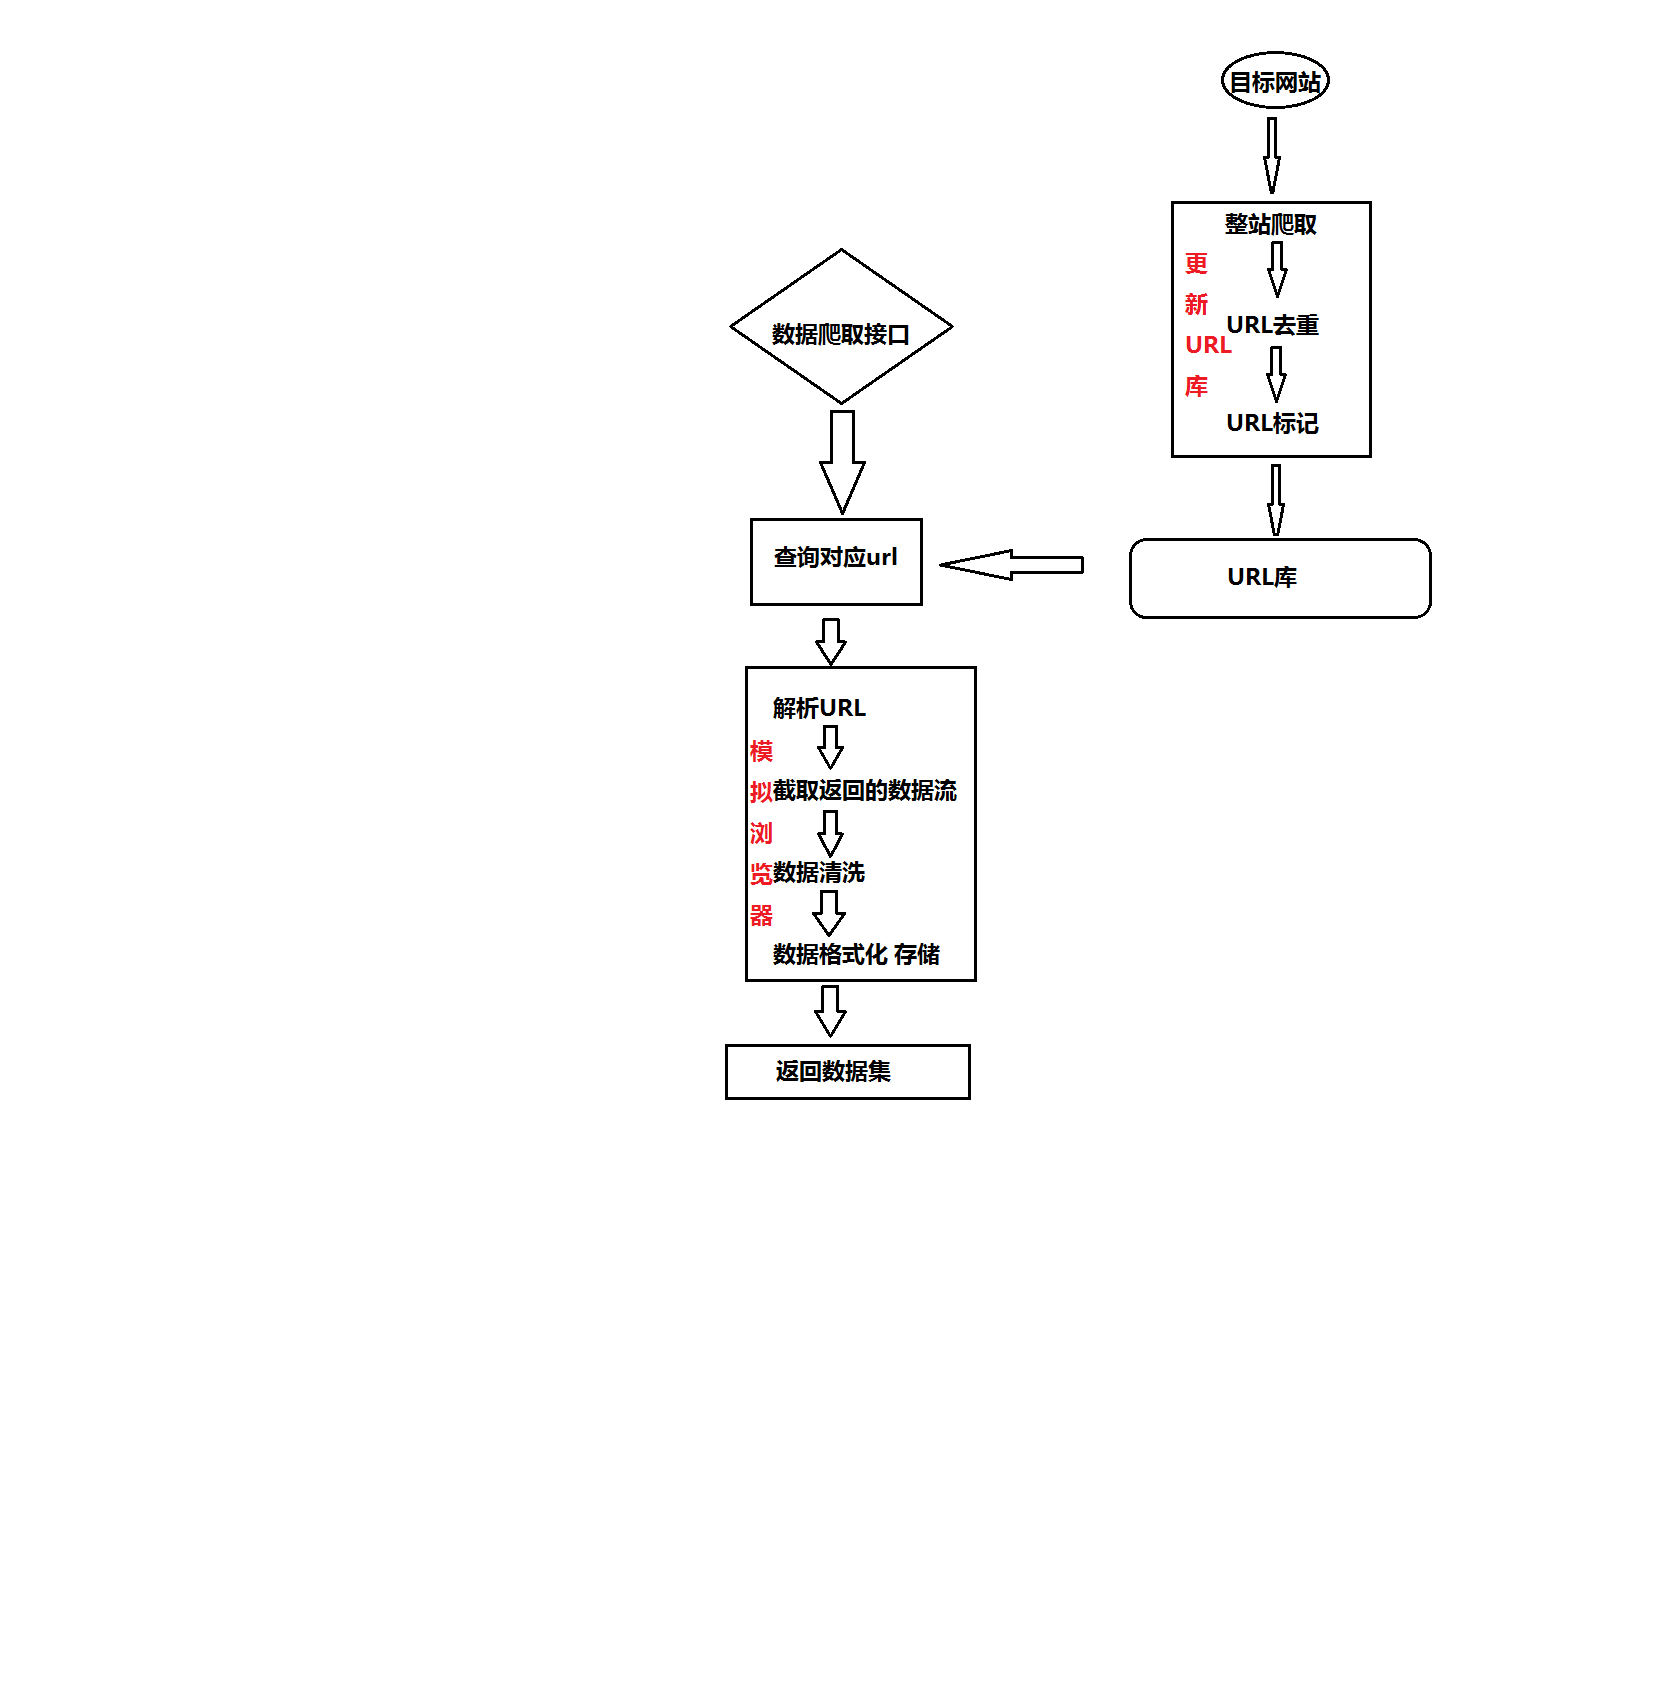 目标网站
整站爬取
更
新
URL
库
URL去重
URL标记
URL库
数据爬取接口
查询对应url
解析URL
模
拟
浏
览
器
截取返回的数据流
数据清洗
数据格式化 存储
返回数据集